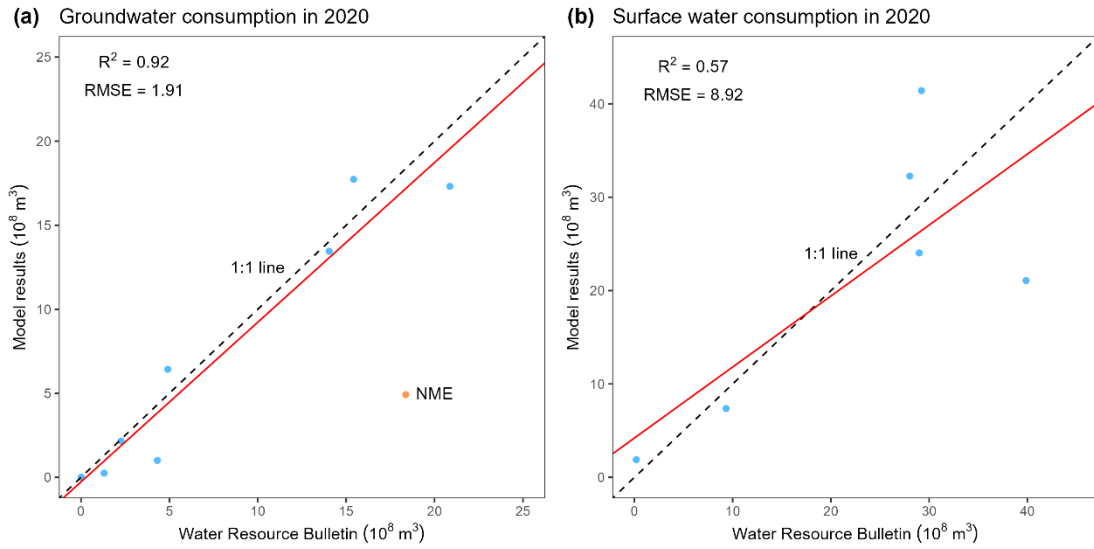 (a) Groundwater consumption in 2020
R² = 0.92
RMSE = 1.91
1:1 line
NME
25
20
15
10
5
0
0 5 10 15 20 25
Model results (10⁸ m³)
Water Resource Bulletin (10⁸ m³)
(b) Surface water consumption in 2020
R² = 0.57
RMSE = 8.92
1:1 line
40
30
20
10
0
0 10 20 30 40
Model results (10⁸ m³)
Water Resource Bulletin (10⁸ m³)